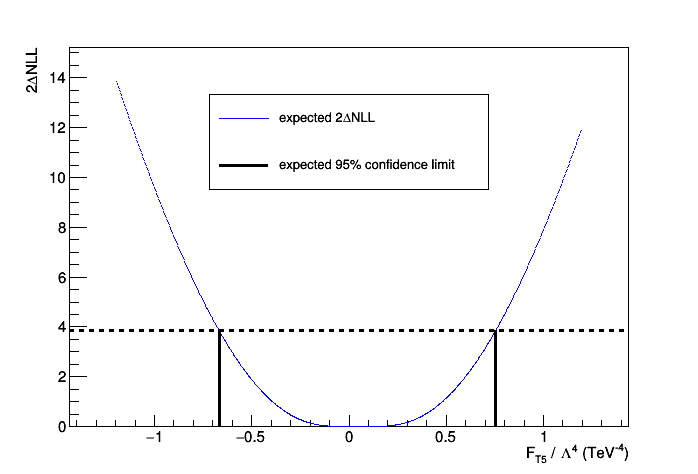 2ΔNLL
14
12
10
8
6
4
2
0
expected 2ΔNLL
expected 95% confidence limit
−1 −0.5 0 0.5 1
F_T5 / Λ^4 (TeV^-4)